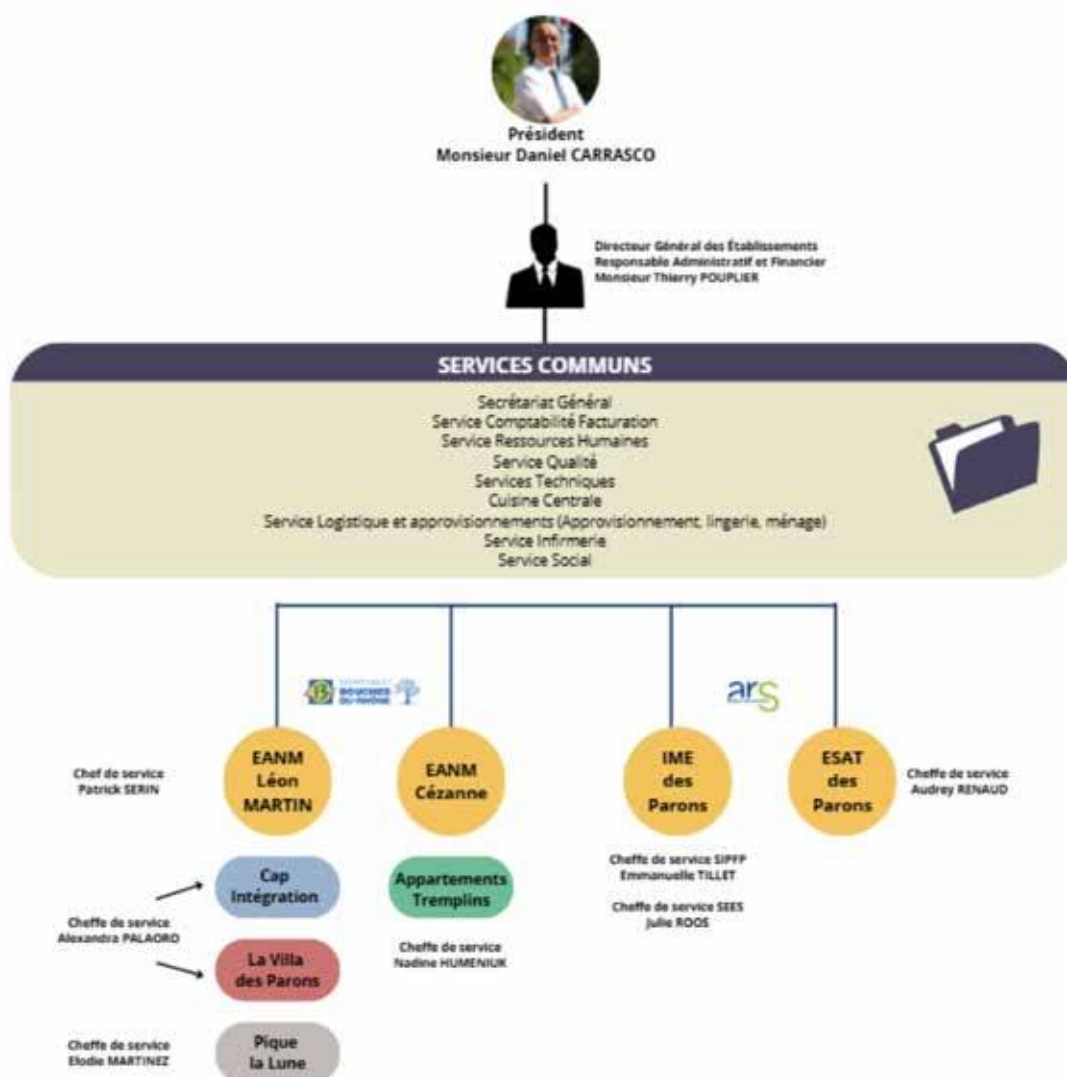 Président
Monsieur Daniel CARRASCO
Directeur Général des Établissements
Responsable Administratif et Financier
Monsieur Thierry POUPLIER
SERVICES COMMUNS
Secrétariat Général
Service Comptabilité Facturation
Service Ressources Humaines
Service Qualité
Services Techniques
Cuisine Centrale
Service Logistique et approvisionnements (Approvisionnement, lingerie, ménage)
Service Infirmerie
Service Social
DÉPARTEMENT
BOUCHES
DU-RHÔNE
ars
Chef de service
Patrick SERIN
EANM
Léon
MARTIN
EANM
Cézanne
IME
des
Parons
ESAT
des
Parons
Cheffe de service
Audrey RENAUD
Cap
Intégration
Appartements
Tremplins
Cheffe de service SIPFP
Emmanuelle TILLET
Cheffe de service SEES
Julie ROOS
Cheffe de service
Alexandra PALAORO
Cheffe de service
Nadine HUMENIUK
La Villa
des Parons
Cheffe de service
Elodie MARTINEZ
Pique
la Lune